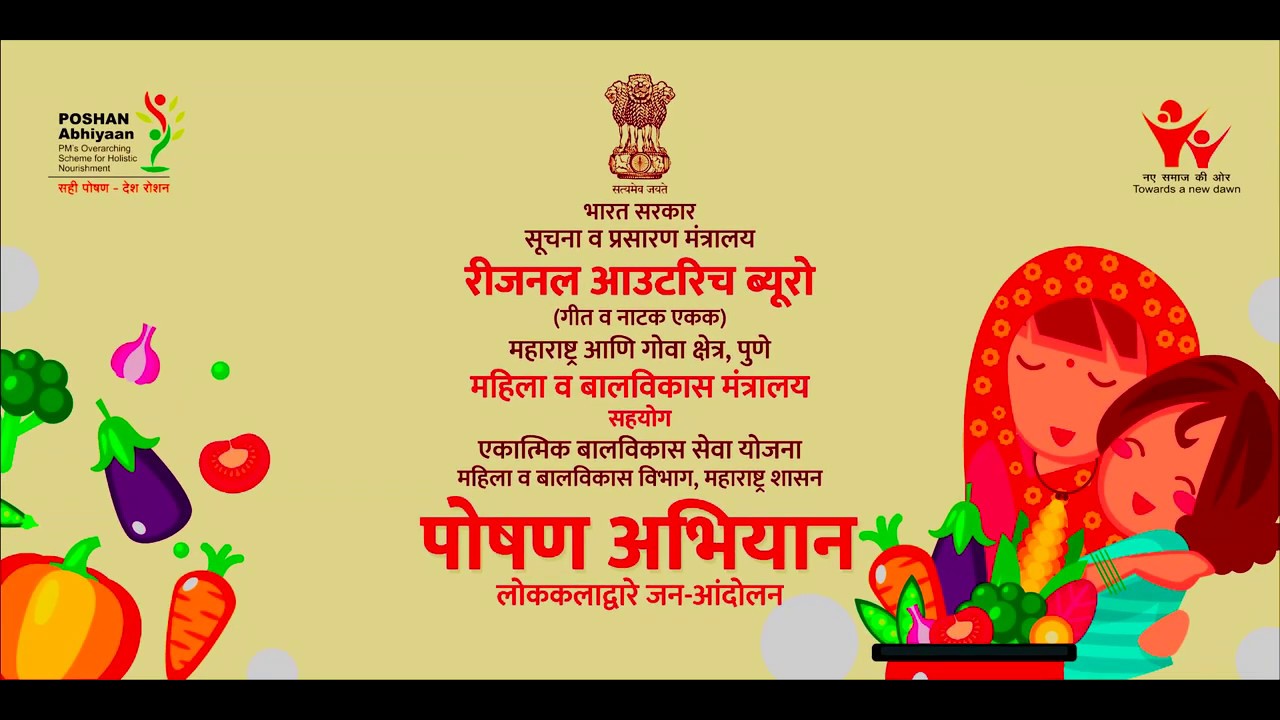 POSHAN
Abhiyaan
PM's Overarching
Scheme for Holistic
Nourishment
सही पोषण - देश रोशन
सत्यमेव जयते
नए समाज की ओर
Towards a new dawn
भारत सरकार
सूचना व प्रसारण मंत्रालय
रीजनल आउटरिच ब्यूरो
(गीत व नाटक एकक)
महाराष्ट्र आणि गोवा क्षेत्र, पुणे
महिला व बालविकास मंत्रालय
सहयोग
एकात्मिक बालविकास सेवा योजना
महिला व बालविकास विभाग, महाराष्ट्र शासन
पोषण अभियान
लोककलाद्वारे जन-आंदोलन